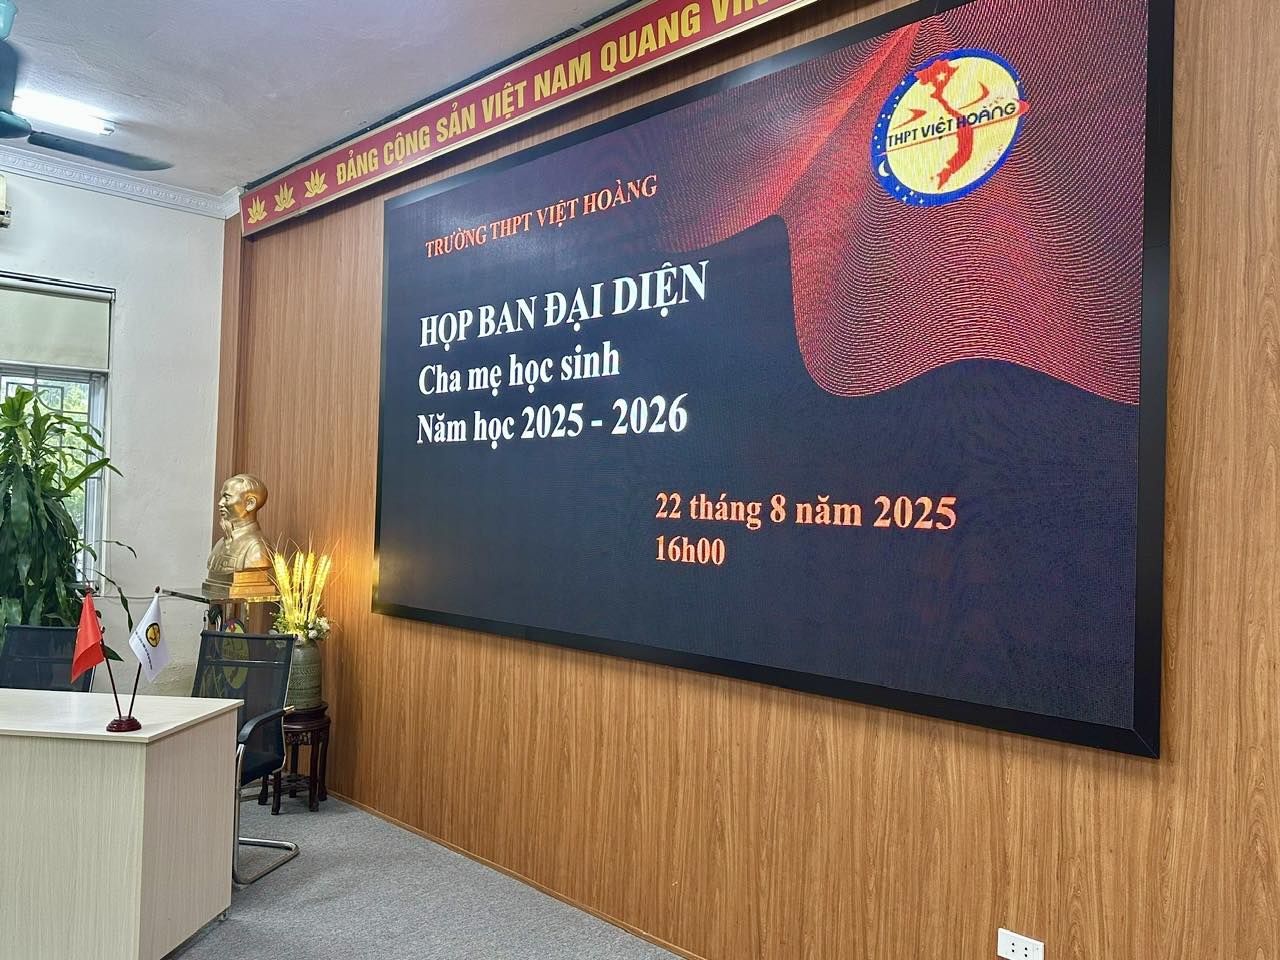 ĐẢNG CỘNG SẢN VIỆT NAM QUANG VIN
THPT VIỆT HOÀNG
TRƯỜNG THPT VIỆT HOÀNG
HỌP BAN ĐẠI DIỆN
Cha mẹ học sinh
Năm học 2025 - 2026
22 tháng 8 năm 2025
16h00